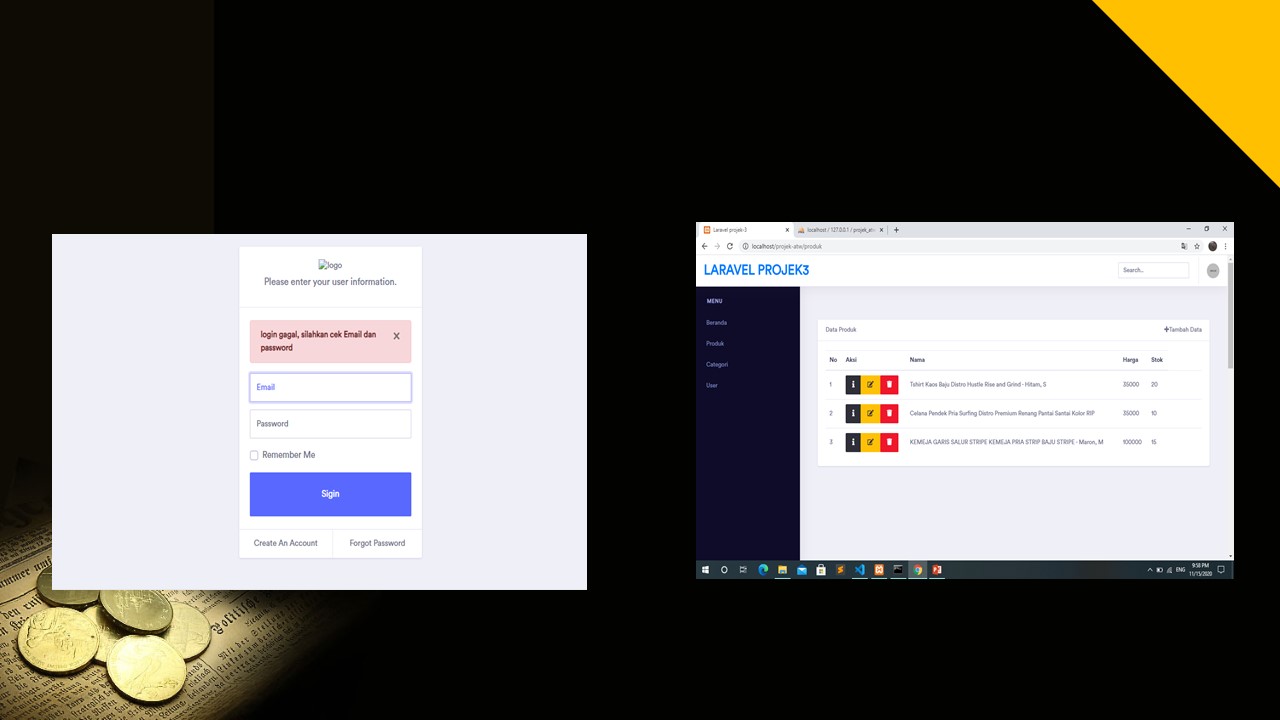 logo
Please enter your user information.
login gagal, silahkan cek Email dan
password
Email
Password
Remember Me
Sigin
Create An Account
Forgot Password
Laravel projek-3
localhost / 127.0.0.1 / projek_atw
localhost/projek-atw/produk
LARAVEL PROJEK3
Search..
MENU
Beranda
Produk
Categori
User
Data Produk
Tambah Data
No Aksi Nama Harga Stok
1 Tshirt Kaos Baju Distro Hustle Rise and Grind - Hitam, S 35000 20
2 Celana Pendek Pria Surfing Distro Premium Renang Pantai Santai Kolor RIP 35000 10
3 KEMEJA GARIS SALUR STRIPE KEMEJA PRIA STRIP BAJU STRIPE - Maron, M 100000 15
ENG
9:58 PM
11/15/2020